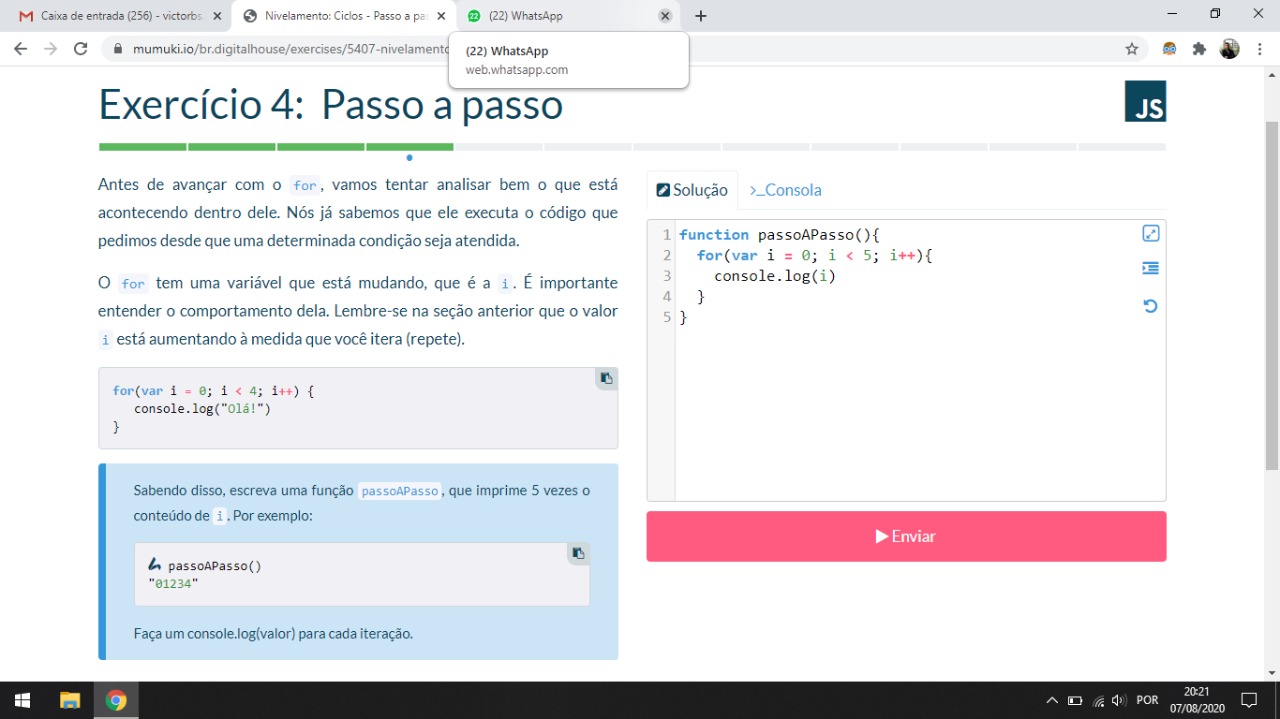 Caixa de entrada (256) - victorbs
Nivelamento: Ciclos - Passo a pa
(22) WhatsApp
mumuki.io/br.digitalhouse/exercises/5407-nivelamento
(22) WhatsApp
web.whatsapp.com
Exercício 4: Passo a passo
JS
Antes de avançar com o for, vamos tentar analisar bem o que está
acontecendo dentro dele. Nós já sabemos que ele executa o código que
pedimos desde que uma determinada condição seja atendida.
O for tem uma variável que está mudando, que é a i. É importante
entender o comportamento dela. Lembre-se na seção anterior que o valor
i está aumentando à medida que você itera (repete).
for(var i = 0; i < 4; i++) {
console.log("Olá!")
}
Sabendo disso, escreva uma função passoAPasso, que imprime 5 vezes o
conteúdo de i. Por exemplo:
passoAPasso()
"01234"
Faça um console.log(valor) para cada iteração.
Solução
>_Consola
1 function passoAPasso(){
2 for(var i = 0; i < 5; i++){
3 console.log(i)
4 }
5 }
Enviar
POR
20:21
07/08/2020